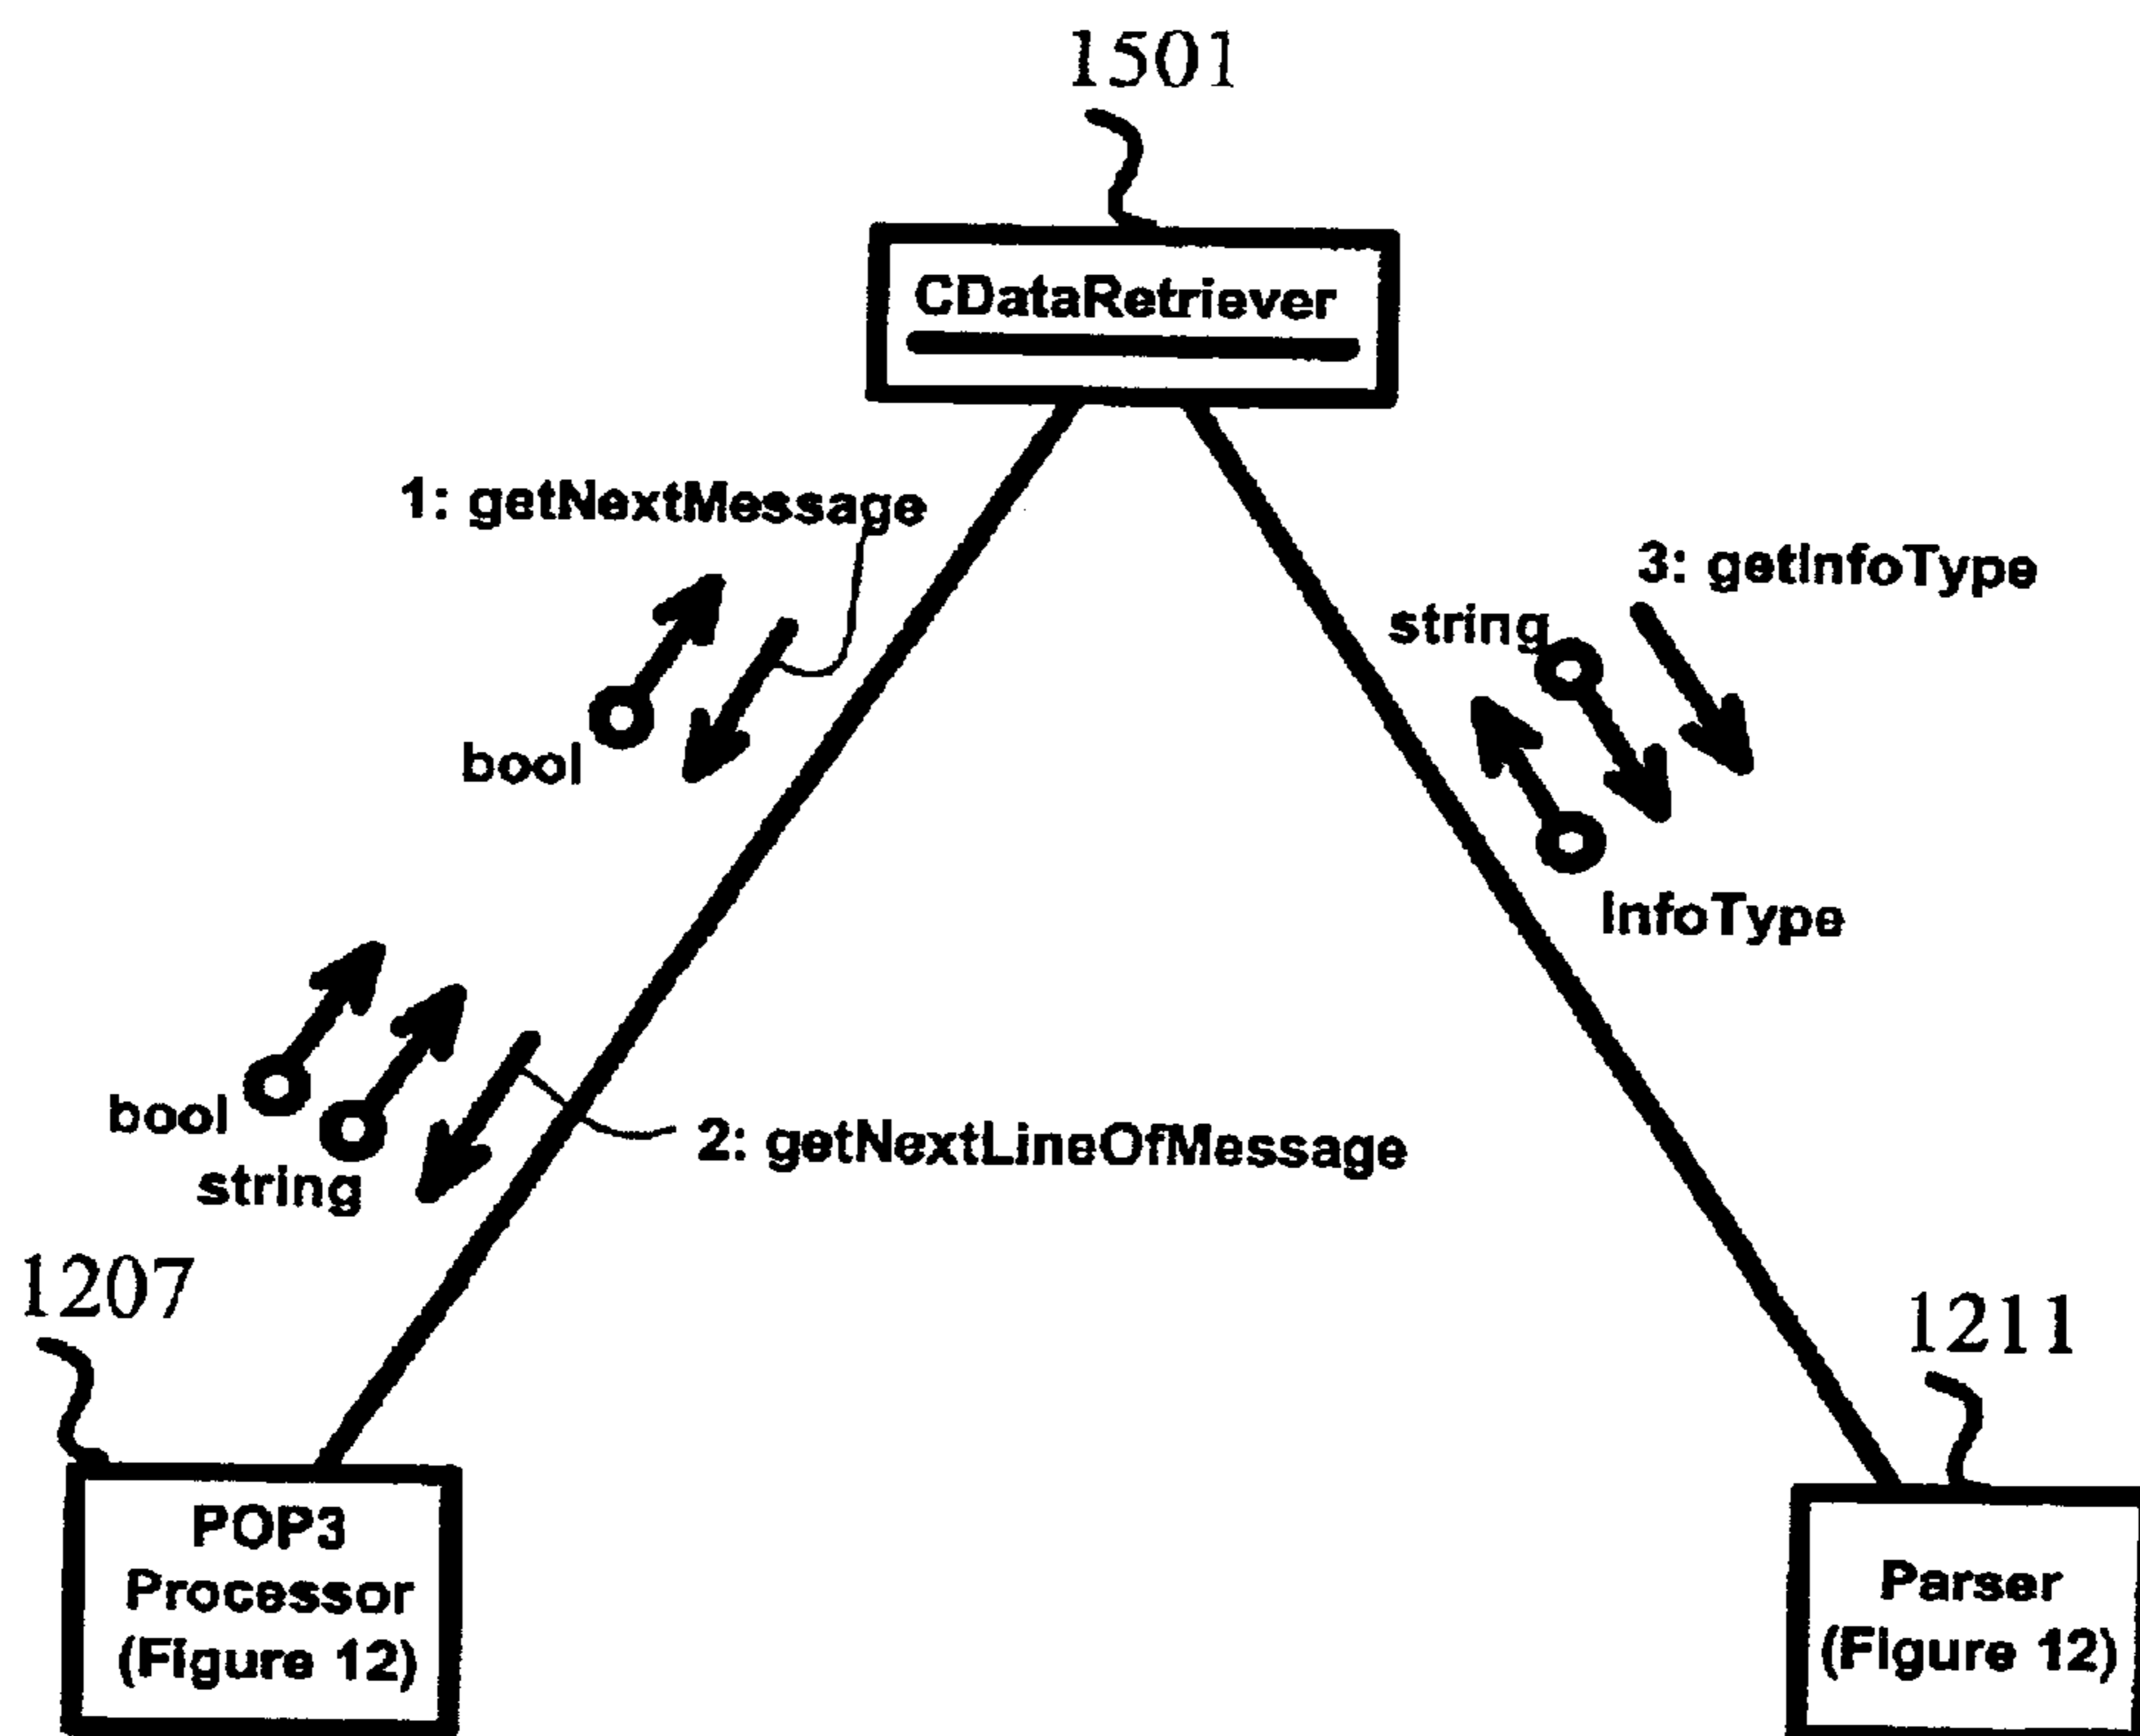 1501
CDataRetriever
1: getNextMessage
3: getInfoType
string
bool
InfoType
bool
2: getNextLineOfMessage
string
1207
1211
POP3
Processor
(Figure 12)
Parser
(Figure 12)